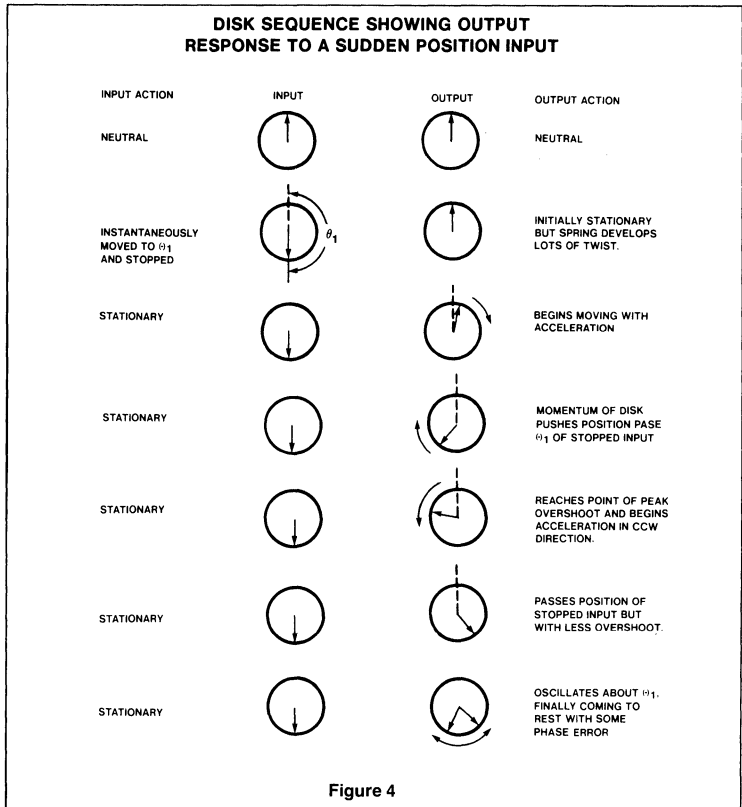 DISK SEQUENCE SHOWING OUTPUT
RESPONSE TO A SUDDEN POSITION INPUT
INPUT ACTION INPUT OUTPUT OUTPUT ACTION
NEUTRAL NEUTRAL
INSTANTANEOUSLY
MOVED TO Θ1
AND STOPPED
θ1
INITIALLY STATIONARY
BUT SPRING DEVELOPS
LOTS OF TWIST.
STATIONARY
BEGINS MOVING WITH
ACCELERATION
STATIONARY
MOMENTUM OF DISK
PUSHES POSITION PASE
Θ1 OF STOPPED INPUT
STATIONARY
REACHES POINT OF PEAK
OVERSHOOT AND BEGINS
ACCELERATION IN CCW
DIRECTION.
STATIONARY
PASSES POSITION OF
STOPPED INPUT BUT
WITH LESS OVERSHOOT.
STATIONARY
OSCILLATES ABOUT Θ1.
FINALLY COMING TO
REST WITH SOME
PHASE ERROR
Figure 4